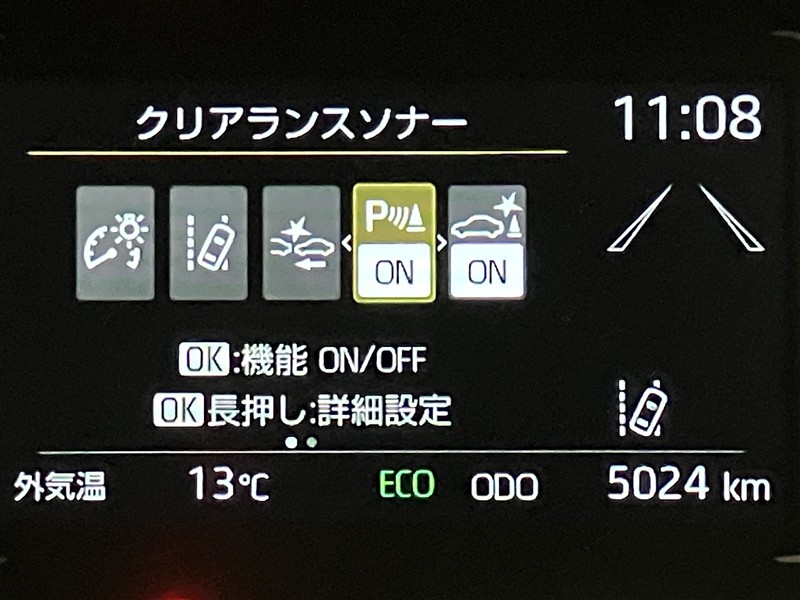 クリアランスソナー
11:08
P
ON
ON
OK:機能 ON/OFF
OK長押し:詳細設定
外気温 13℃ ECO ODO 5024 km